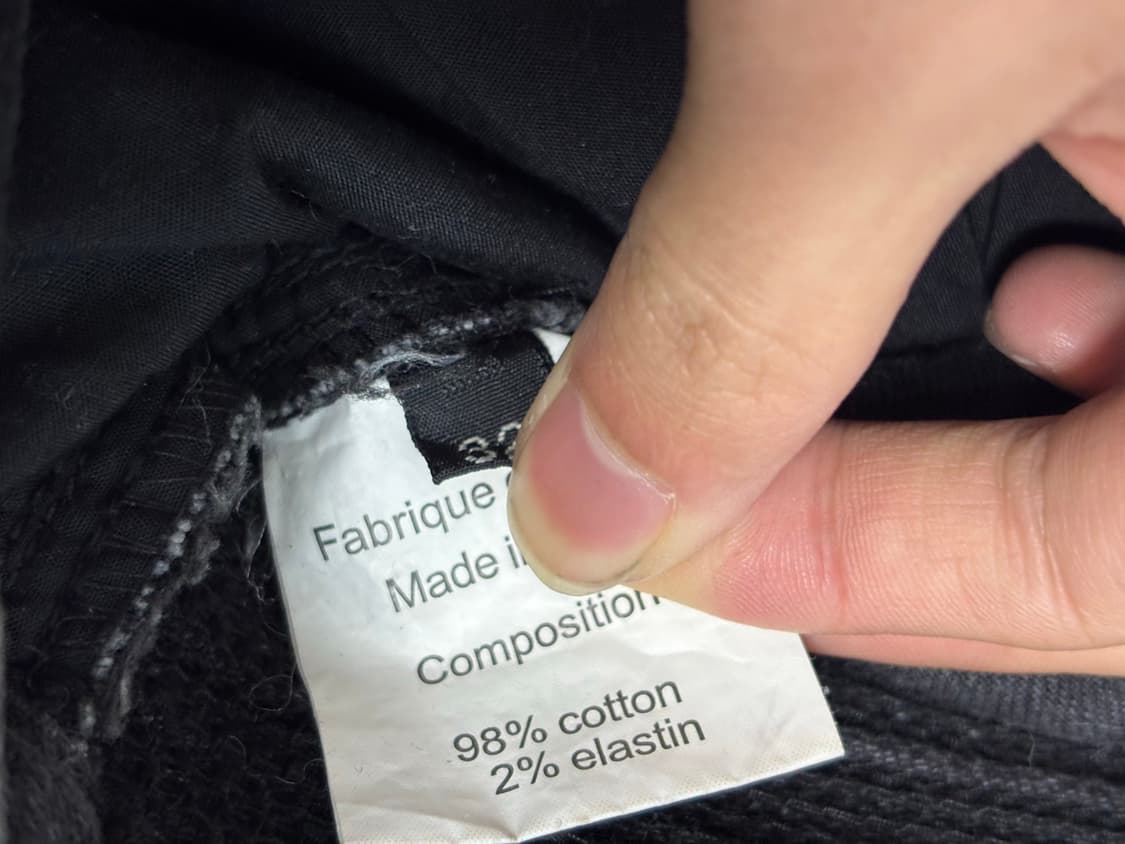 Fabrique
Made
Composition
98% cotton
2% elastin